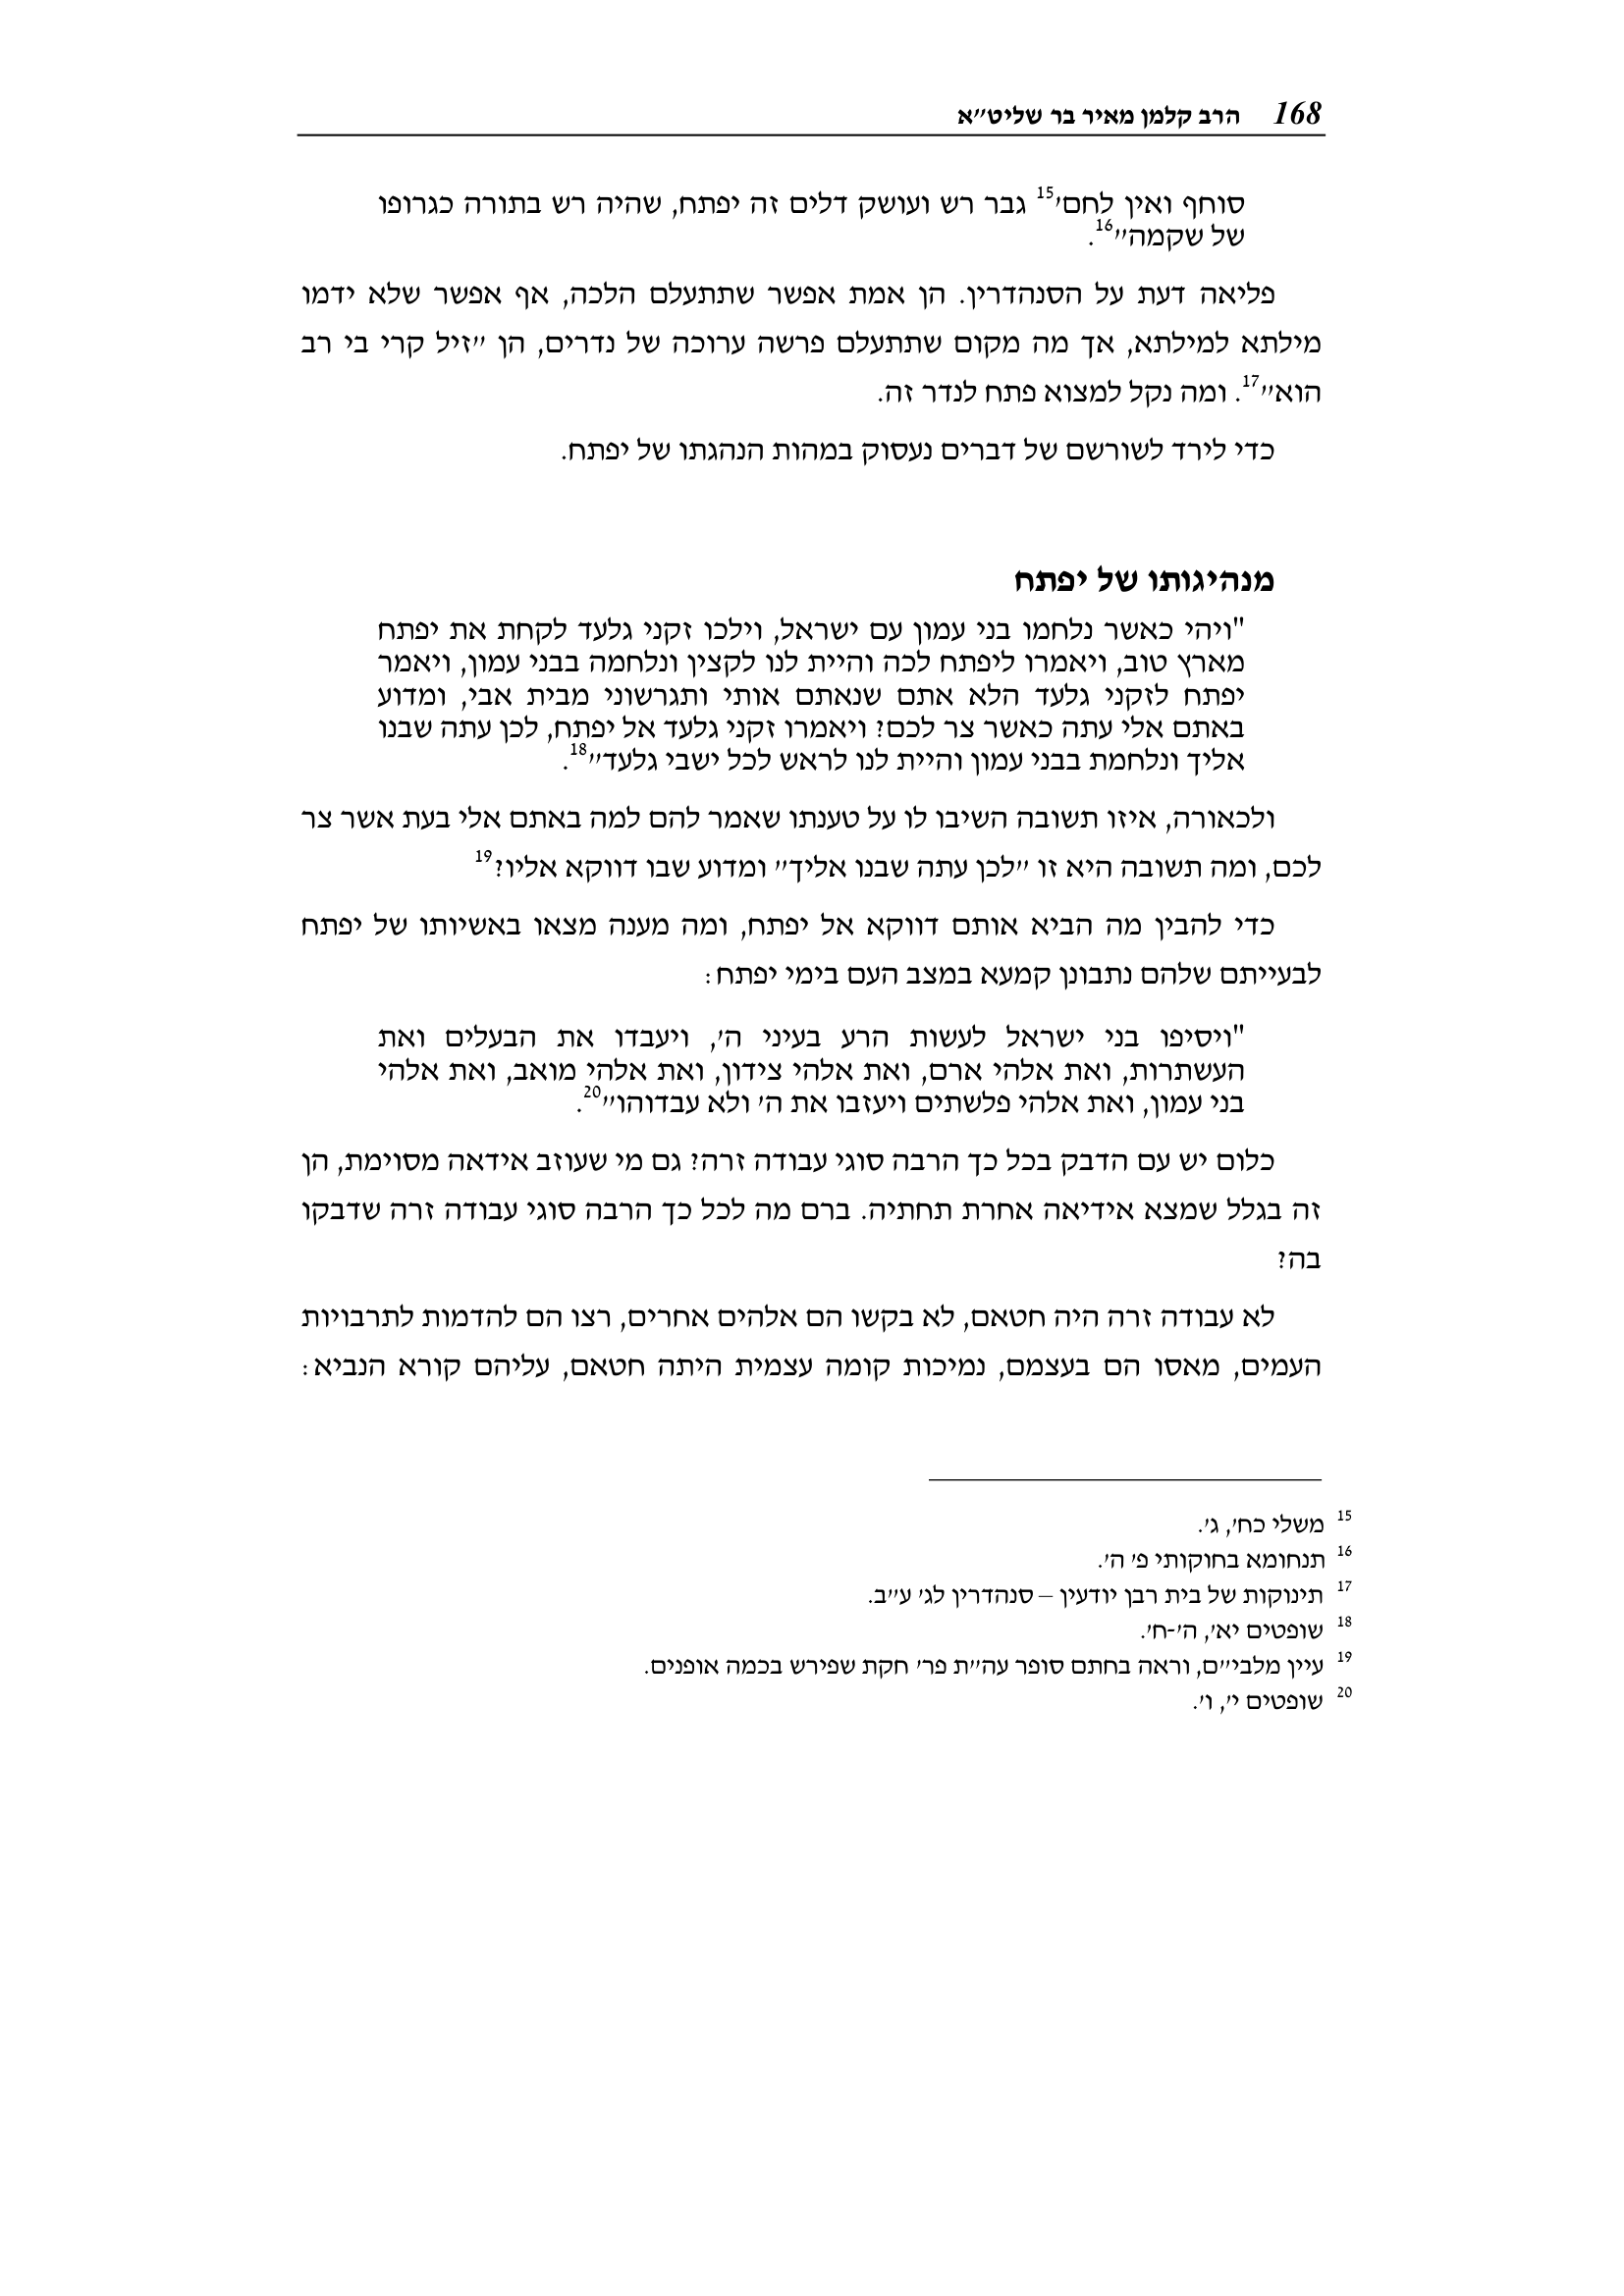 168 הרב קלמן מאיר בר שליט״א
סוחף ואין לחם׳15 גבר רש ועושק דלים זה יפתח, שהיה רש בתורה כגרופו
של שקמה״16.
פליאה דעת על הסנהדרין. הן אמת אפשר שתתעלם הלכה, אף אפשר שלא ידמו
מילתא למילתא, אך מה מקום שתתעלם פרשה ערוכה של נדרים, הן ״זיל קרי בי רב
הוא״17. ומה נקל למצוא פתח לנדר זה.
כדי לירד לשורשם של דברים נעסוק במהות הנהגתו של יפתח.
מנהיגותו של יפתח
"ויהי כאשר נלחמו בני עמון עם ישראל, וילכו זקני גלעד לקחת את יפתח
מארץ טוב, ויאמרו ליפתח לכה והיית לנו לקצין ונלחמה בבני עמון, ויאמר
יפתח לזקני גלעד הלא אתם שנאתם אותי ותגרשוני מבית אבי, ומדוע
באתם אלי עתה כאשר צר לכם? ויאמרו זקני גלעד אל יפתח, לכן עתה שבנו
אליך ונלחמת בבני עמון והיית לנו לראש לכל ישבי גלעד״18.
ולכאורה, איזו תשובה השיבו לו על טענתו שאמר להם למה באתם אלי בעת אשר צר
לכם, ומה תשובה היא זו ״לכן עתה שבנו אליך״ ומדוע שבו דווקא אליו?19
כדי להבין מה הביא אותם דווקא אל יפתח, ומה מענה מצאו באשיותו של יפתח
לבעייתם שלהם נתבונן קמעא במצב העם בימי יפתח:
"ויסיפו בני ישראל לעשות הרע בעיני ה׳, ויעבדו את הבעלים ואת
העשתרות, ואת אלהי ארם, ואת אלהי צידון, ואת אלהי מואב, ואת אלהי
בני עמון, ואת אלהי פלשתים ויעזבו את ה׳ ולא עבדוהו״20.
כלום יש עם הדבק בכל כך הרבה סוגי עבודה זרה? גם מי שעוזב אידאה מסוימת, הן
זה בגלל שמצא אידיאה אחרת תחתיה. ברם מה לכל כך הרבה סוגי עבודה זרה שדבקו
בה?
לא עבודה זרה היה חטאם, לא בקשו הם אלהים אחרים, רצו הם להדמות לתרבויות
העמים, מאסו הם בעצמם, נמיכות קומה עצמית היתה חטאם, עליהם קורא הנביא:
15 משלי כח׳, ג׳.
16 תנחומא בחוקותי פ׳ ה׳.
17 תינוקות של בית רבן יודעין – סנהדרין לג׳ ע״ב.
18 שופטים יא׳, ה׳-ח׳.
19 עיין מלבי״ם, וראה בחתם סופר עה״ת פר׳ חקת שפירש בכמה אופנים.
20 שופטים י׳, ו׳.